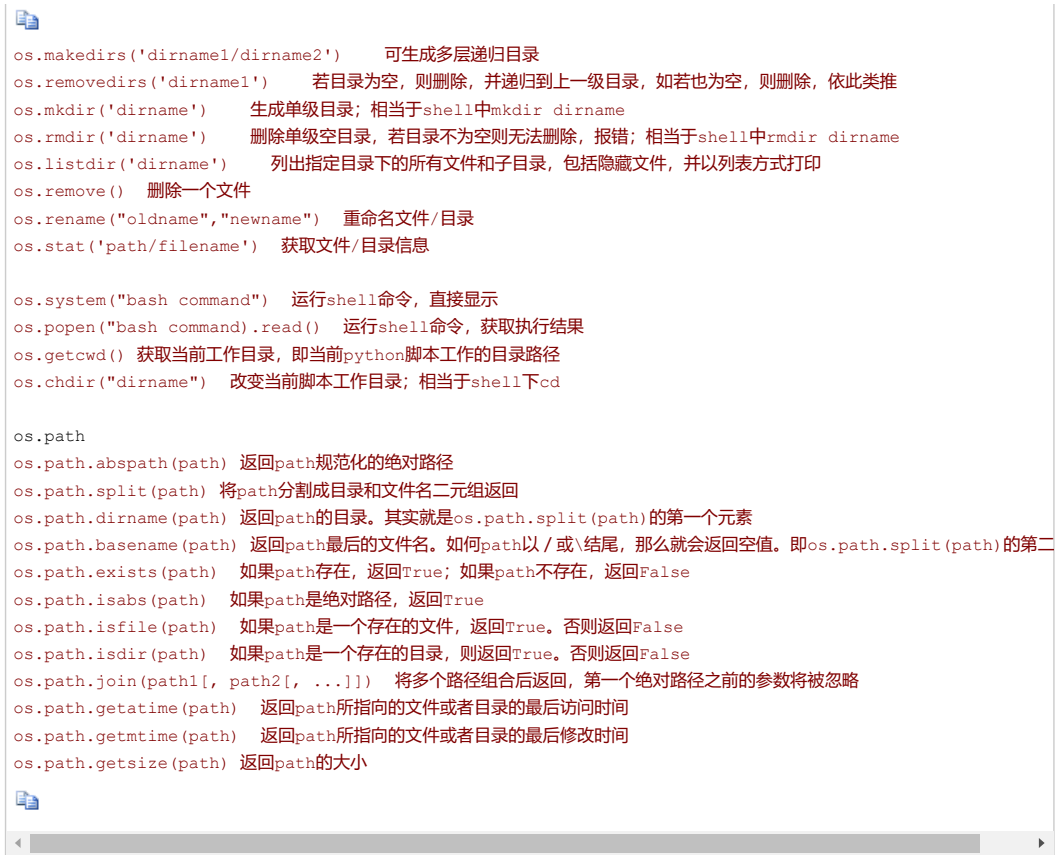 os.makedirs('dirname1/dirname2')    可生成多层递归目录
os.removedirs('dirname1')    若目录为空，则删除，并递归到上一级目录，如若也为空，则删除，依此类推
os.mkdir('dirname')    生成单级目录；相当于shell中mkdir dirname
os.rmdir('dirname')    删除单级空目录，若目录不为空则无法删除，报错；相当于shell中rmdir dirname
os.listdir('dirname')    列出指定目录下的所有文件和子目录，包括隐藏文件，并以列表方式打印
os.remove()  删除一个文件
os.rename("oldname","newname")  重命名文件/目录
os.stat('path/filename')  获取文件/目录信息
os.system("bash command")  运行shell命令，直接显示
os.popen("bash command).read()  运行shell命令，获取执行结果
os.getcwd() 获取当前工作目录，即当前python脚本工作的目录路径
os.chdir("dirname")  改变当前脚本工作目录；相当于shell下cd
os.path
os.path.abspath(path) 返回path规范化的绝对路径
os.path.split(path) 将path分割成目录和文件名二元组返回
os.path.dirname(path) 返回path的目录。其实就是os.path.split(path)的第一个元素
os.path.basename(path) 返回path最后的文件名。如何path以／或\结尾，那么就会返回空值。即os.path.split(path)的第二
os.path.exists(path)  如果path存在，返回True；如果path不存在，返回False
os.path.isabs(path)  如果path是绝对路径，返回True
os.path.isfile(path)  如果path是一个存在的文件，返回True。否则返回False
os.path.isdir(path)  如果path是一个存在的目录，则返回True。否则返回False
os.path.join(path1[, path2[, ...]])  将多个路径组合后返回，第一个绝对路径之前的参数将被忽略
os.path.getatime(path)  返回path所指向的文件或者目录的最后访问时间
os.path.getmtime(path)  返回path所指向的文件或者目录的最后修改时间
os.path.getsize(path) 返回path的大小